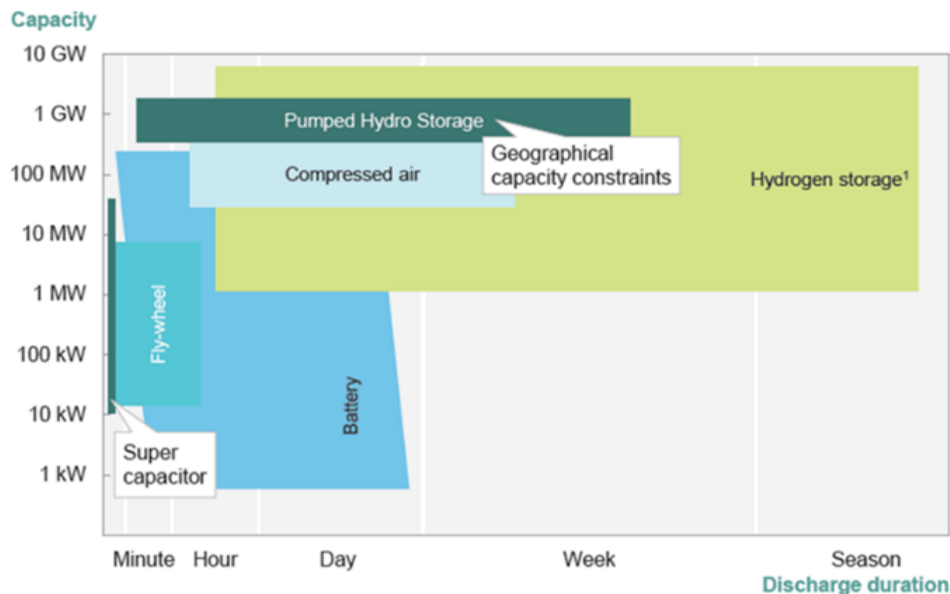 Capacity
10 GW
1 GW
100 MW
10 MW
1 MW
100 kW
10 kW
1 kW
Pumped Hydro Storage
Geographical
capacity constraints
Compressed air
Hydrogen storage¹
Fly-wheel
Battery
Super
capacitor
Minute
Hour
Day
Week
Season
Discharge duration